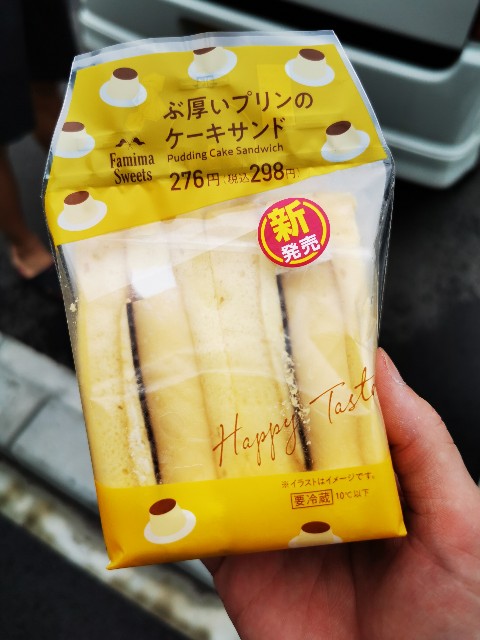 ぶ厚いプリンの
ケーキサンド
Pudding Cake Sandwich
Famima
Sweets
276円(税込298円)
新
発売
Happy Taste
※イラストはイメージです。
要冷蔵 10℃以下